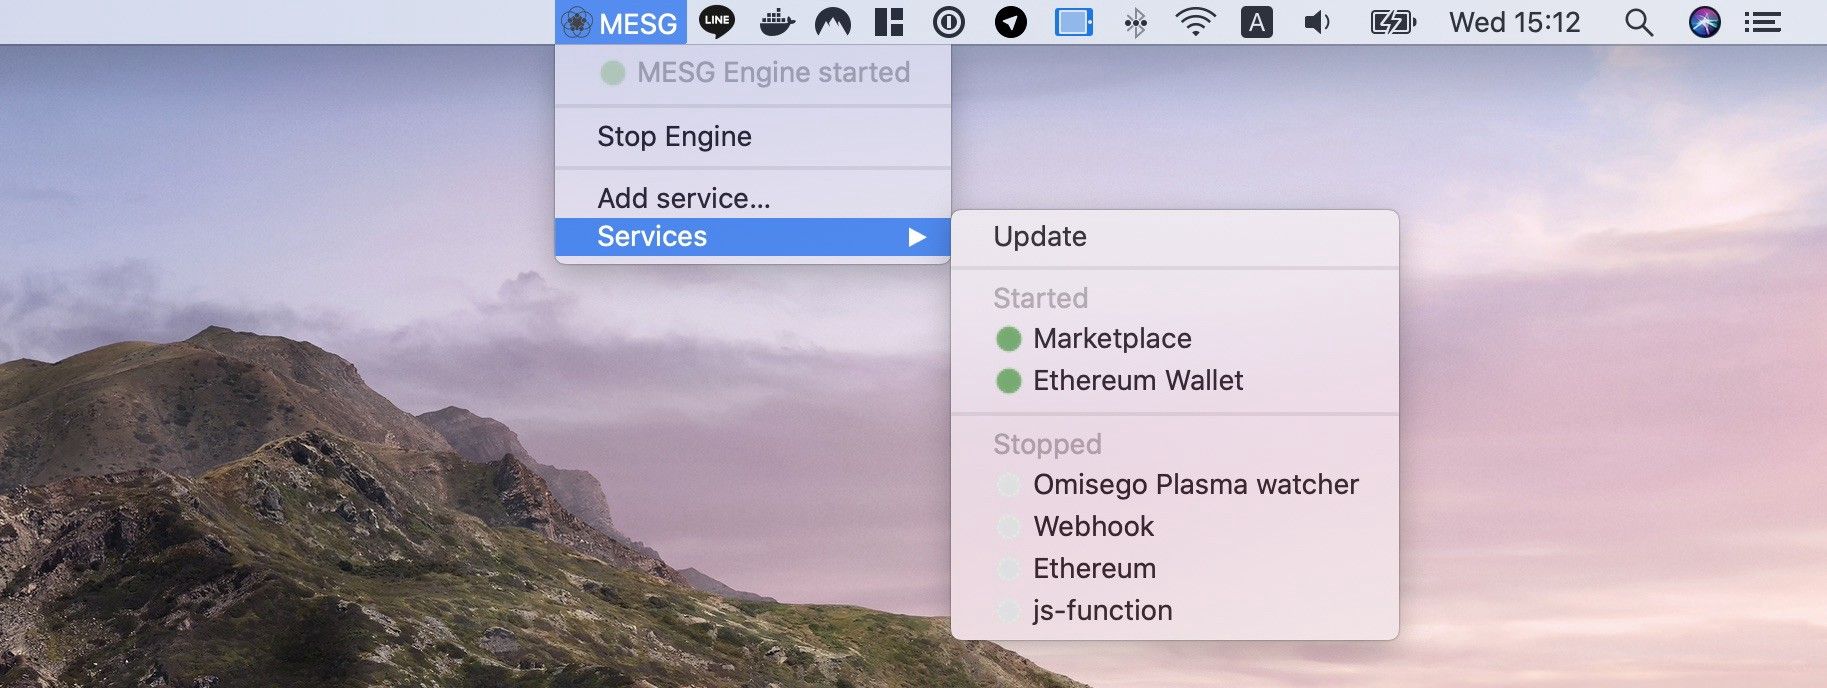 MESG
LINE
A
Wed 15:12
MESG Engine started
Stop Engine
Add service...
Services
Update
Started
Marketplace
Ethereum Wallet
Stopped
Omisego Plasma watcher
Webhook
Ethereum
js-function